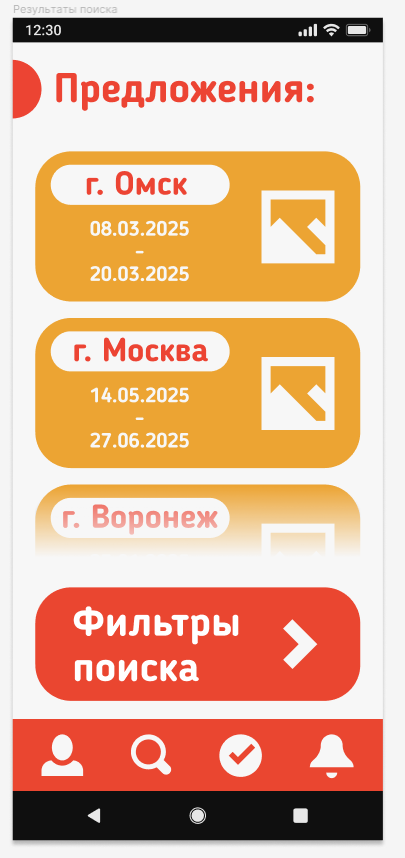 Результаты поиска
12:30
Предложения:
г. Омск
08.03.2025
-
20.03.2025
г. Москва
14.05.2025
-
27.06.2025
г. Воронеж
Фильтры
поиска